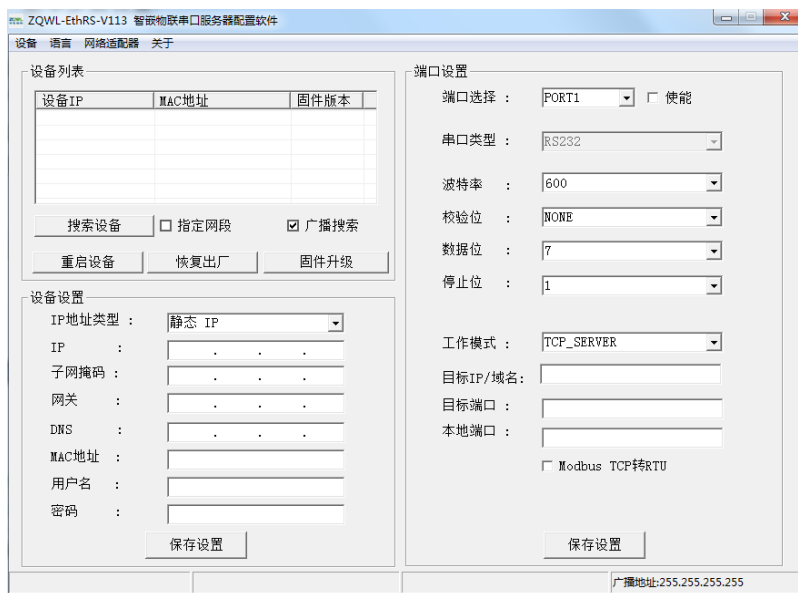 ZQWL-EthRS-V113 智嵌物联串口服务器配置软件
设备 语言 网络适配器 关于
设备列表
设备IP MAC地址 固件版本
搜索设备 指定网段 广播搜索
重启设备 恢复出厂 固件升级
设备设置
IP地址类型 : 静态 IP
IP : . . .
子网掩码 : . . .
网关 : . . .
DNS : . . .
MAC地址 :
用户名 :
密码 :
保存设置
端口设置
端口选择 : PORT1 使能
串口类型 : RS232
波特率 : 600
校验位 : NONE
数据位 : 7
停止位 : 1
工作模式 : TCP_SERVER
目标IP/域名:
目标端口 :
本地端口 :
Modbus TCP转RTU
保存设置
广播地址:255.255.255.255